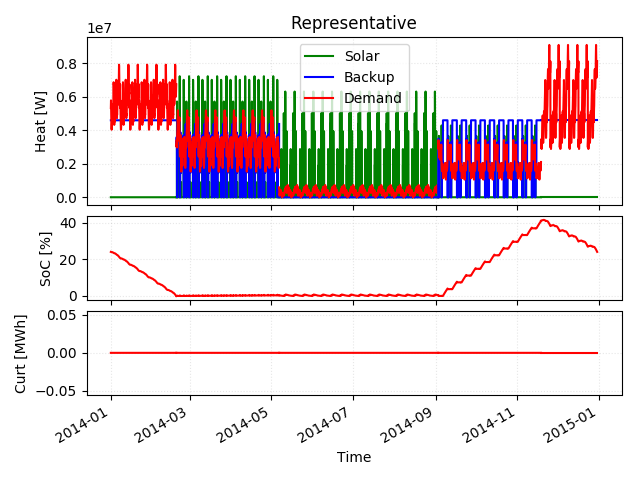 Representative
1e7
Heat [W]
0.8
0.6
0.4
0.2
0.0
Solar
Backup
Demand
SoC [%]
40
20
0
Curt [MWh]
0.05
0.00
−0.05
2014-01
2014-03
2014-05
2014-07
2014-09
2014-11
2015-01
Time